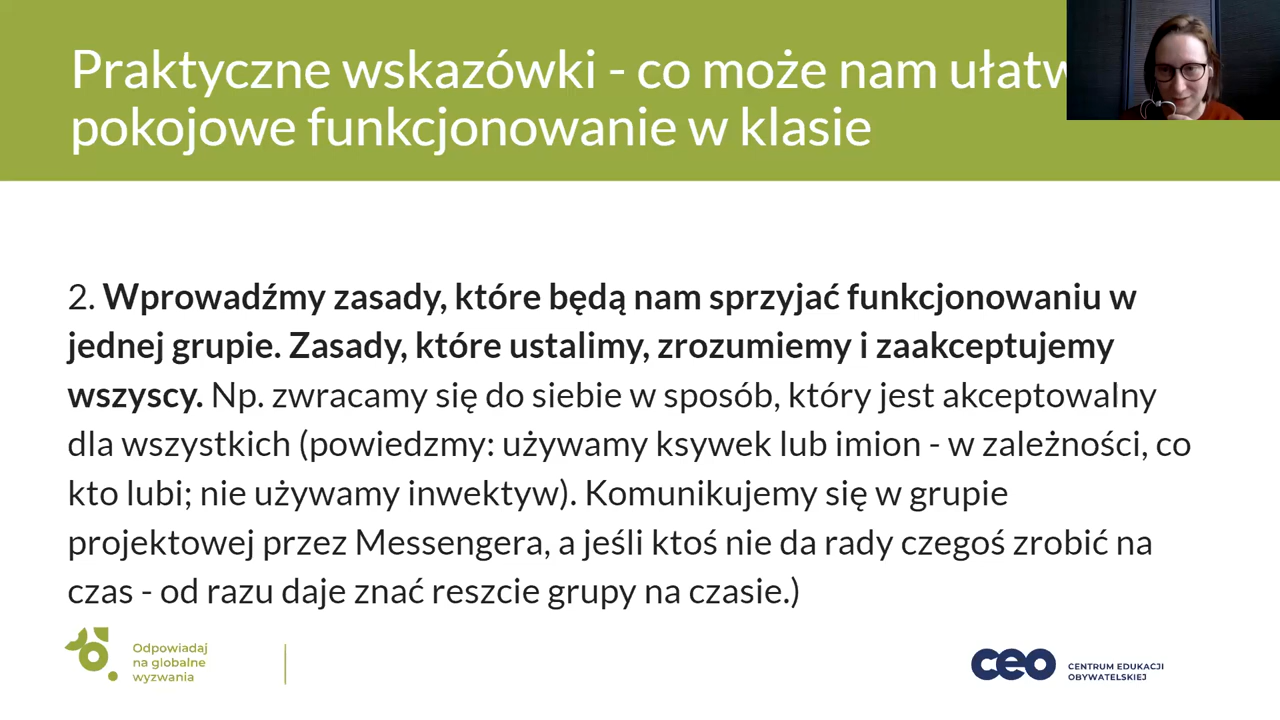 Praktyczne wskazówki - co może nam ułatw
pokojowe funkcjonowanie w klasie
2. Wprowadźmy zasady, które będą nam sprzyjać funkcjonowaniu w
jednej grupie. Zasady, które ustalimy, zrozumiemy i zaakceptujemy
wszyscy. Np. zwracamy się do siebie w sposób, który jest akceptowalny
dla wszystkich (powiedzmy: używamy ksywek lub imion - w zależności, co
kto lubi; nie używamy inwektyw). Komunikujemy się w grupie
projektowej przez Messengera, a jeśli ktoś nie da rady czegoś zrobić na
czas - od razu daje znać reszcie grupy na czasie.)
Odpowiadaj
na globalne
wyzwania
ceo
CENTRUM EDUKACJI
OBYWATELSKIEJ